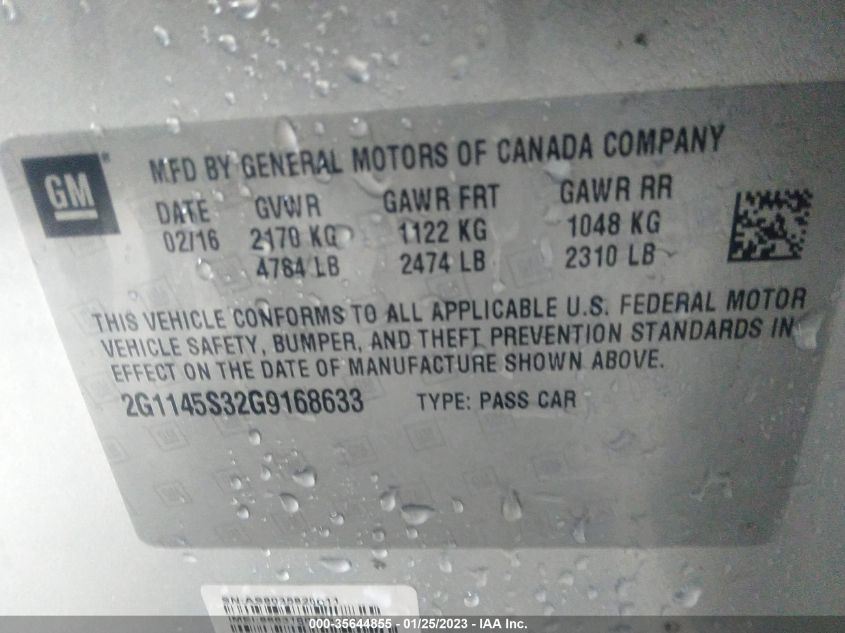 GM ®
MFD BY GENERAL MOTORS OF CANADA COMPANY
DATE GVWR GAWR FRT GAWR RR
02/16 2170 KG 1122 KG 1048 KG
4784 LB 2474 LB 2310 LB
THIS VEHICLE CONFORMS TO ALL APPLICABLE U.S. FEDERAL MOTOR
VEHICLE SAFETY, BUMPER, AND THEFT PREVENTION STANDARDS IN
EFFECT ON THE DATE OF MANUFACTURE SHOWN ABOVE.
2G1145S32G9168633 TYPE: PASS CAR
000-35644855 - 01/25/2023 - IAA Inc.